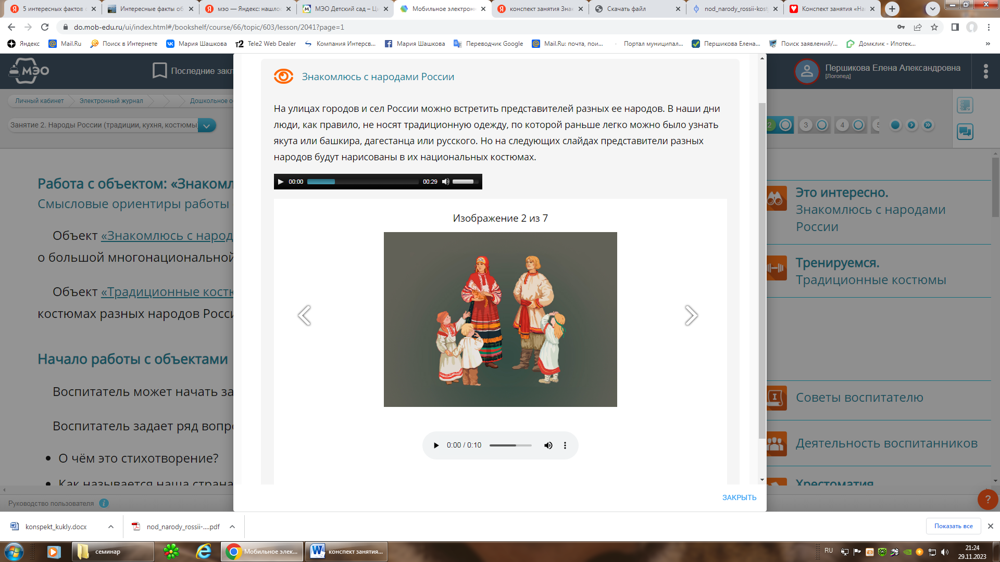 5 интересных фактов о
Интересные факты об
мэо — Яндекс: нашлос
МЭО Детский сад – Ц
Мобильное электронн
конспект занятия Зна
Скачать файл
nod_narody_rossii-kost
Конспект занятия «На
do.mob-edu.ru/ui/index.html#/bookshelf/course/66/topic/603/lesson/2041?page=1
Яндекс
Mail.Ru
Поиск в Интернете
Мария Шашкова
Tele2 Web Dealer
Компания Интерсв...
Мария Шашкова
Переводчик Google
Mail.Ru: почта, пои...
Портал муниципал...
Першикова Елена...
Поиск заявлений/...
Домклик - Ипотек...
»
МЭО
Последние закл
Першикова Елена Александровна
[Логопед]
Личный кабинет
Электронный журнал
Дошкольное о
Занятие 2. Народы России (традиции, кухня, костюмы)
2
3
4
5
Работа с объектом: «Знакомл
Смысловые ориентиры работы
Объект «Знакомлюсь с народ
о большой многонациональной
Объект «Традиционные костю
костюмах разных народов Росси
Начало работы с объектами
Воспитатель может начать за
Воспитатель задает ряд вопро
О чём это стихотворение?
Как называется наша страна
Руководство пользователя
i
Знакомлюсь с народами России
На улицах городов и сел России можно встретить представителей разных ее народов. В наши дни
люди, как правило, не носят традиционную одежду, по которой раньше легко можно было узнать
якута или башкира, дагестанца или русского. Но на следующих слайдах представители разных
народов будут нарисованы в их национальных костюмах.
00:00
00:29
Изображение 2 из 7
0:00 / 0:10
ЗАКРЫТЬ
Это интересно.
Знакомлюсь с народами
России
Тренируемся.
Традиционные костюмы
Советы воспитателю
Деятельность воспитанников
Хрестоматия
?
konspekt_kukly.docx
nod_narody_rossii-....pdf
Показать все
семинар
Мобильное элек...
конспект занятия...
RU
21:24
29.11.2023